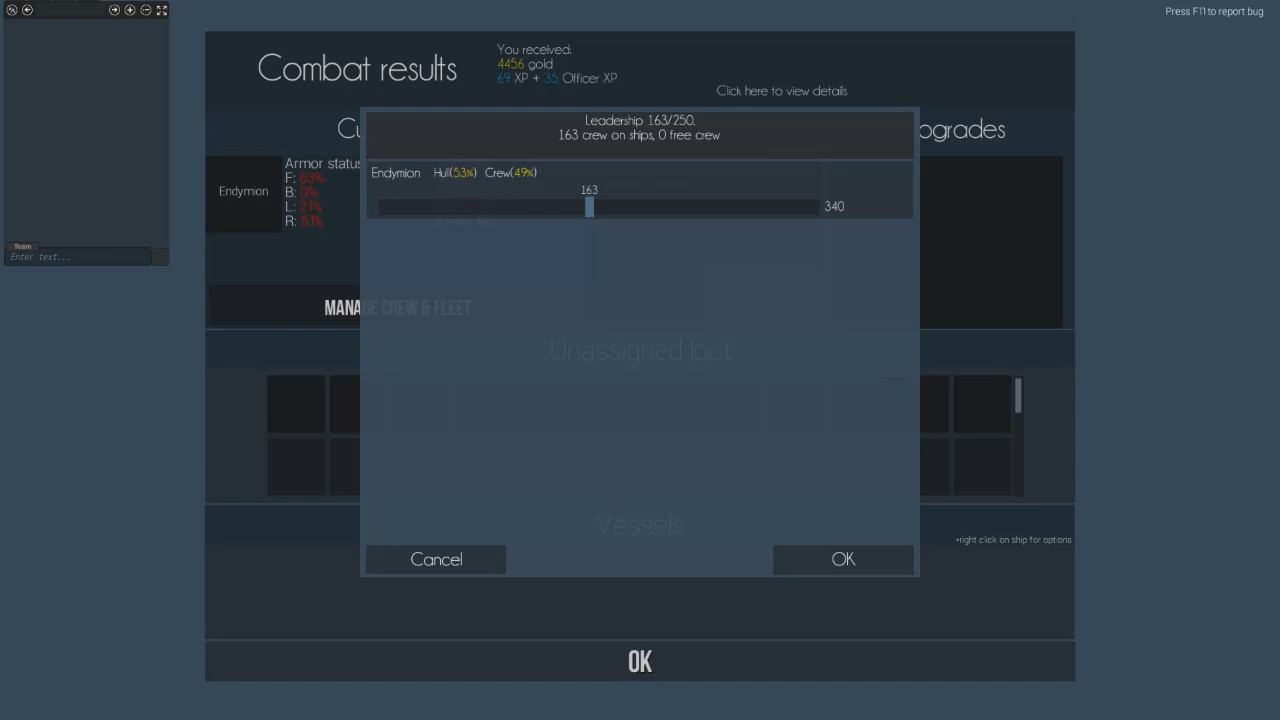 Press F11 to report bug
Combat results
You received:
4456 gold
69 XP + 35 Officer XP
Click here to view details
Leadership 163/250.
163 crew on ships, 0 free crew
Cu
ogrades
Armor status
Endymion
F: 63%
B: 0%
L: 21%
R: 51%
Endymion Hull(53%) Crew(49%)
163
340
MANAGE CREW & FLEET
Unassigned loot
Vessels
*right click on ship for options
Cancel
OK
OK
Team
Enter text...